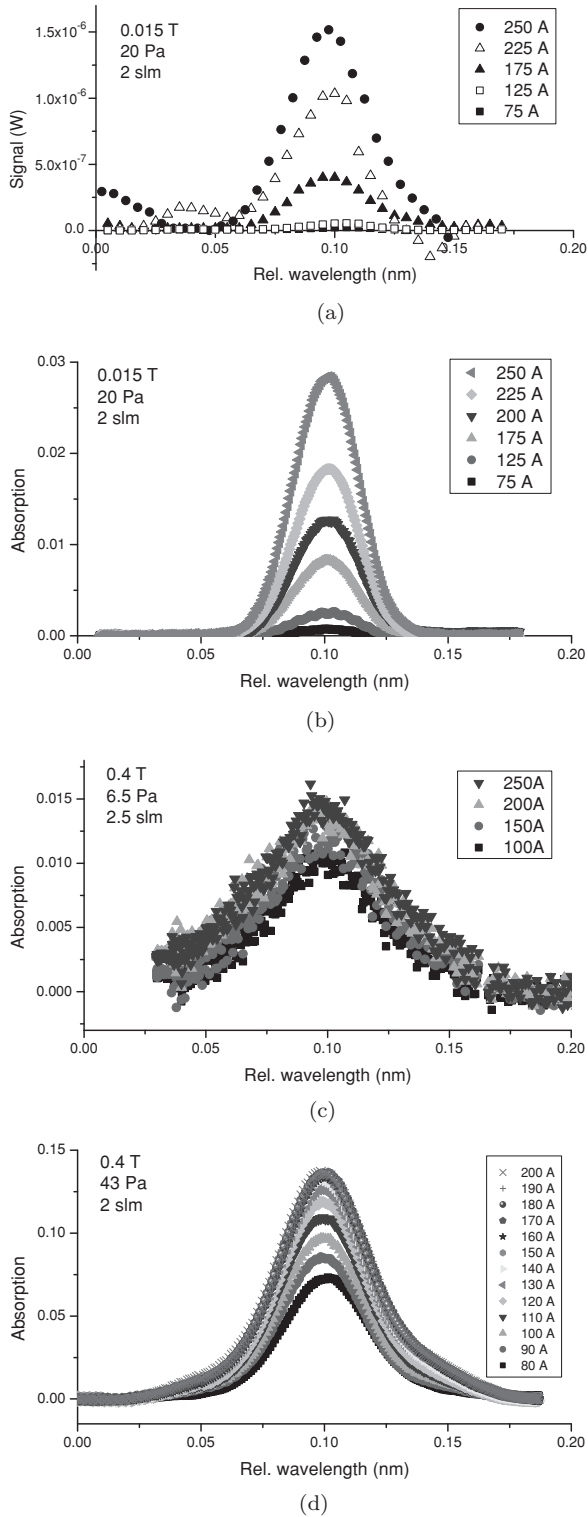 0.015 T
20 Pa
2 slm
250 A
225 A
175 A
125 A
75 A
1.5x10⁻⁶
1.0x10⁻⁶
5.0x10⁻⁷
0.0
Signal (W)
0.00 0.05 0.10 0.15 0.20
Rel. wavelength (nm)
(a)
0.015 T
20 Pa
2 slm
250 A
225 A
200 A
175 A
125 A
75 A
0.03
0.02
0.01
0.00
Absorption
0.00 0.05 0.10 0.15 0.20
Rel. wavelength (nm)
(b)
0.4 T
6.5 Pa
2.5 slm
250A
200A
150A
100A
0.015
0.010
0.005
0.000
Absorption
0.00 0.05 0.10 0.15 0.20
Rel. wavelength (nm)
(c)
0.4 T
43 Pa
2 slm
200 A
190 A
180 A
170 A
160 A
150 A
140 A
130 A
120 A
110 A
100 A
90 A
80 A
0.15
0.10
0.05
0.00
Absorption
0.00 0.05 0.10 0.15 0.20
Rel. wavelength (nm)
(d)